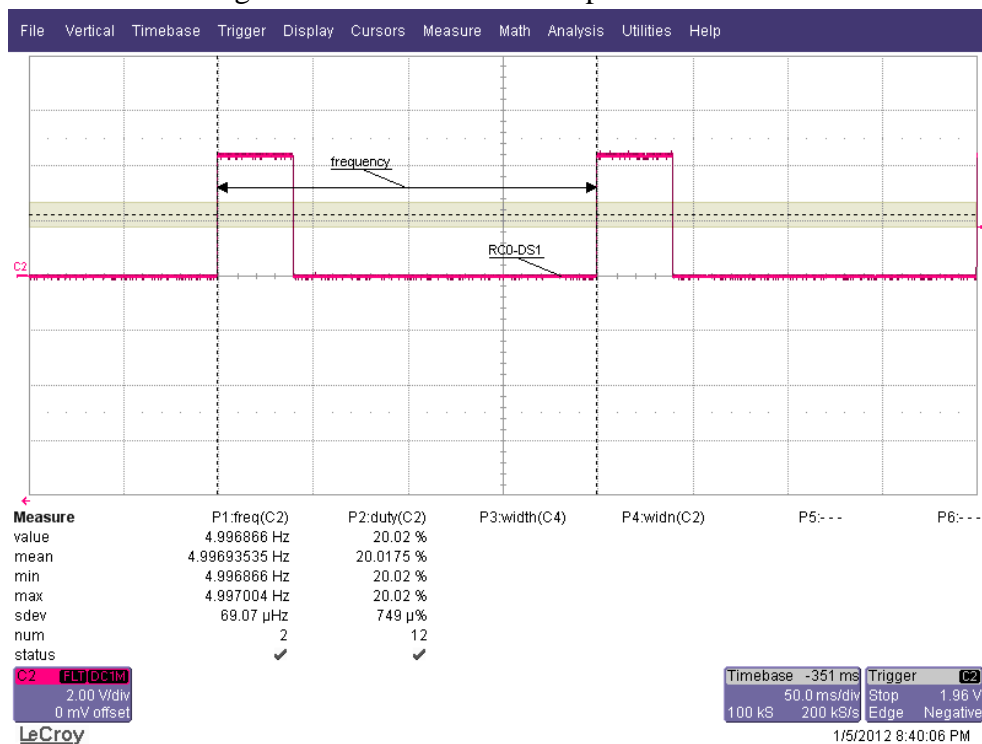 File Vertical Timebase Trigger Display Cursors Measure Math Analysis Utilities Help
frequency
RC0-DS1
C2
Measure P1:freq(C2) P2:duty(C2) P3:width(C4) P4:widn(C2) P5:- - - P6:- - -
value 4.996866 Hz 20.02 %
mean 4.99693535 Hz 20.0175 %
min 4.996866 Hz 20.02 %
max 4.997004 Hz 20.02 %
sdev 69.07 µHz 749 µ%
num 2 12
status ✓ ✓
C2 FLT DC1M
2.00 V/div
0 mV offset
Timebase -351 ms
50.0 ms/div
100 kS 200 kS/s
Trigger C2
Stop 1.96 V
Edge Negative
LeCroy
1/5/2012 8:40:06 PM